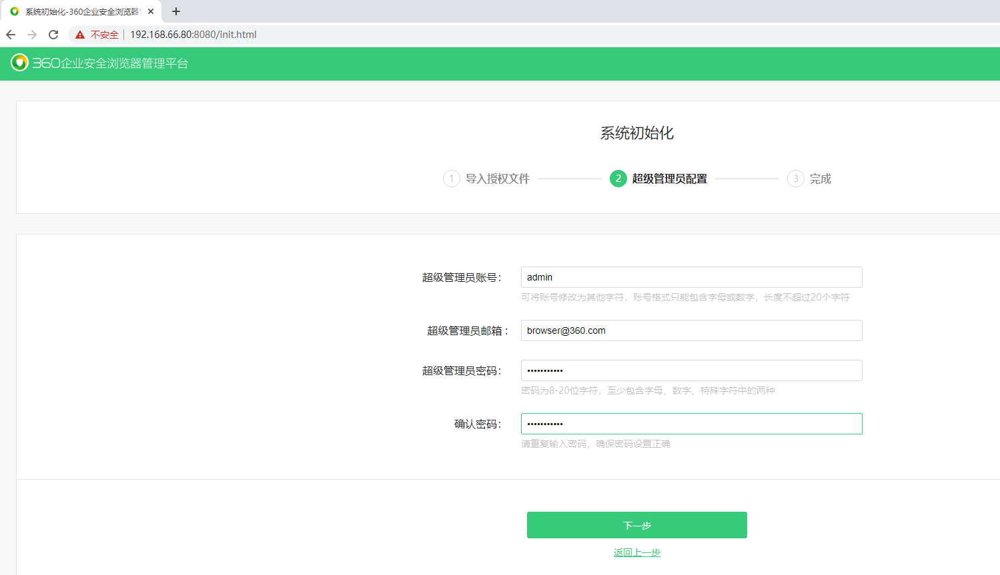 系统初始化-360企业安全浏览器
不安全 192.168.66.80:8080/init.html
360企业安全浏览器管理平台
系统初始化
1 导入授权文件 2 超级管理员配置 3 完成
超级管理员账号： admin
可将账号修改为其他字符，账号格式只能包含字母或数字，长度不超过20个字符
超级管理员邮箱： browser@360.com
超级管理员密码： •••••••••••
密码为8-20位字符，至少包含字母、数字、特殊字符中的两种
确认密码： •••••••••••
请重复输入密码，确保密码设置正确
下一步
返回上一步